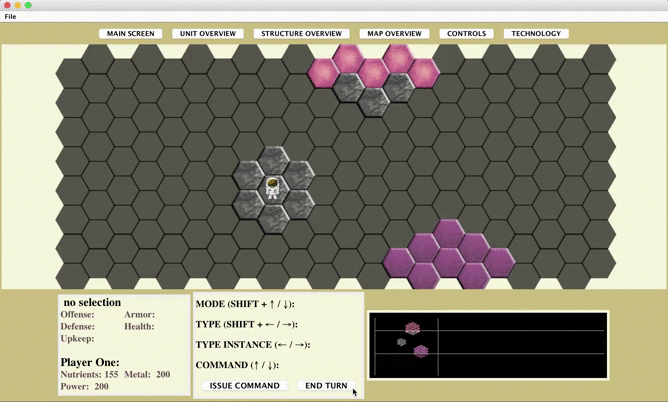 File
MAIN SCREEN UNIT OVERVIEW STRUCTURE OVERVIEW MAP OVERVIEW CONTROLS TECHNOLOGY
no selection
Offense: Armor:
Defense: Health:
Upkeep:
Player One:
Nutrients: 155 Metal: 200
Power: 200
MODE (SHIFT + ↑ / ↓):
TYPE (SHIFT + ← / →):
TYPE INSTANCE (← / →):
COMMAND (↑ / ↓):
ISSUE COMMAND END TURN